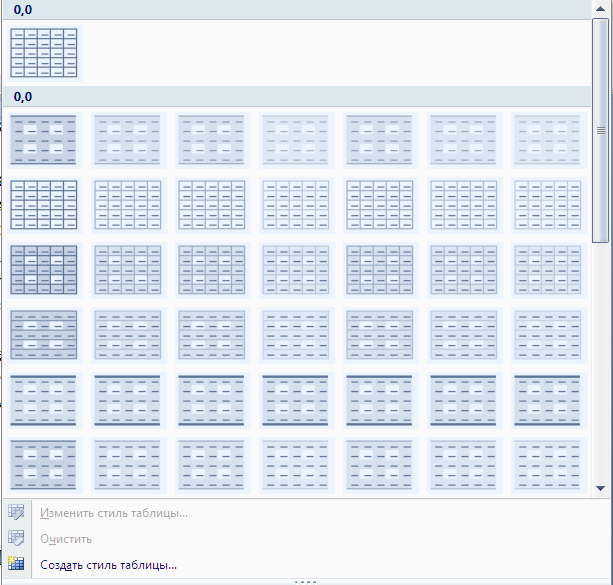 0,0
0,0
Изменить стиль таблицы...
Очистить
Создать стиль таблицы...